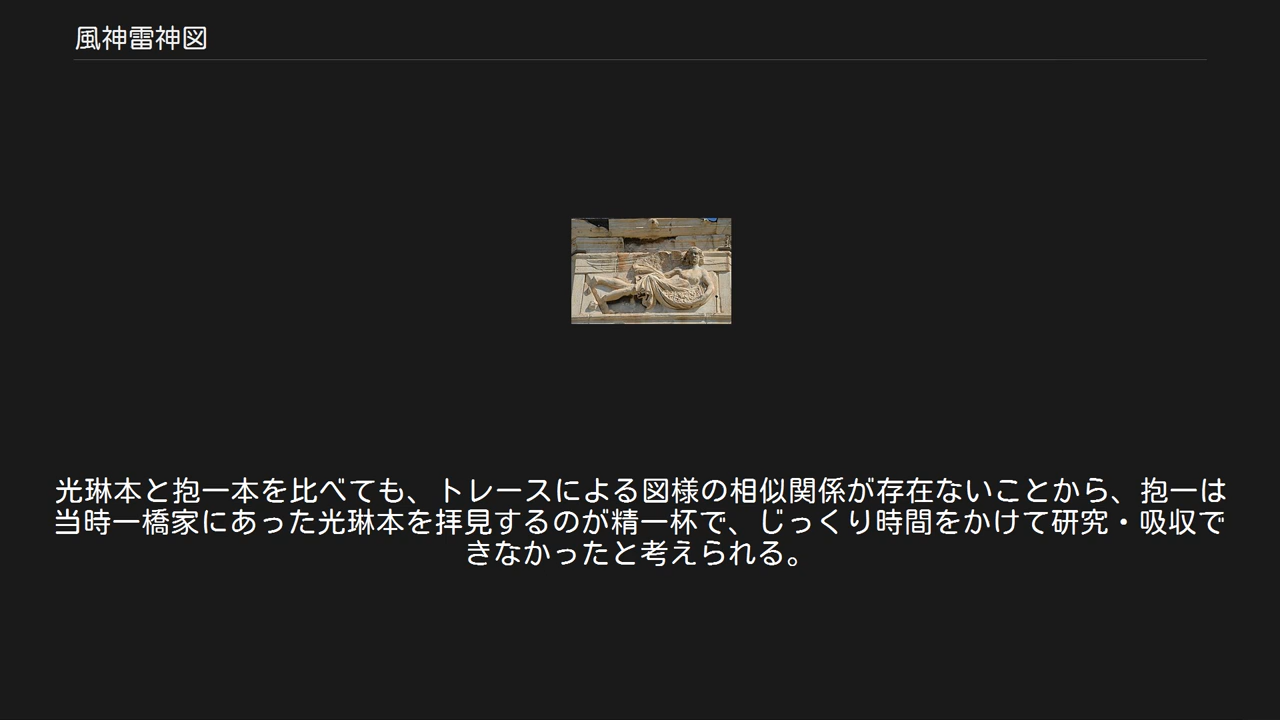 風神雷神図
光琳本と抱一本を比べても、トレースによる図様の相似関係が存在ないことから、抱一は
当時一橋家にあった光琳本を拝見するのが精一杯で、じっくり時間をかけて研究・吸収で
きなかったと考えられる。